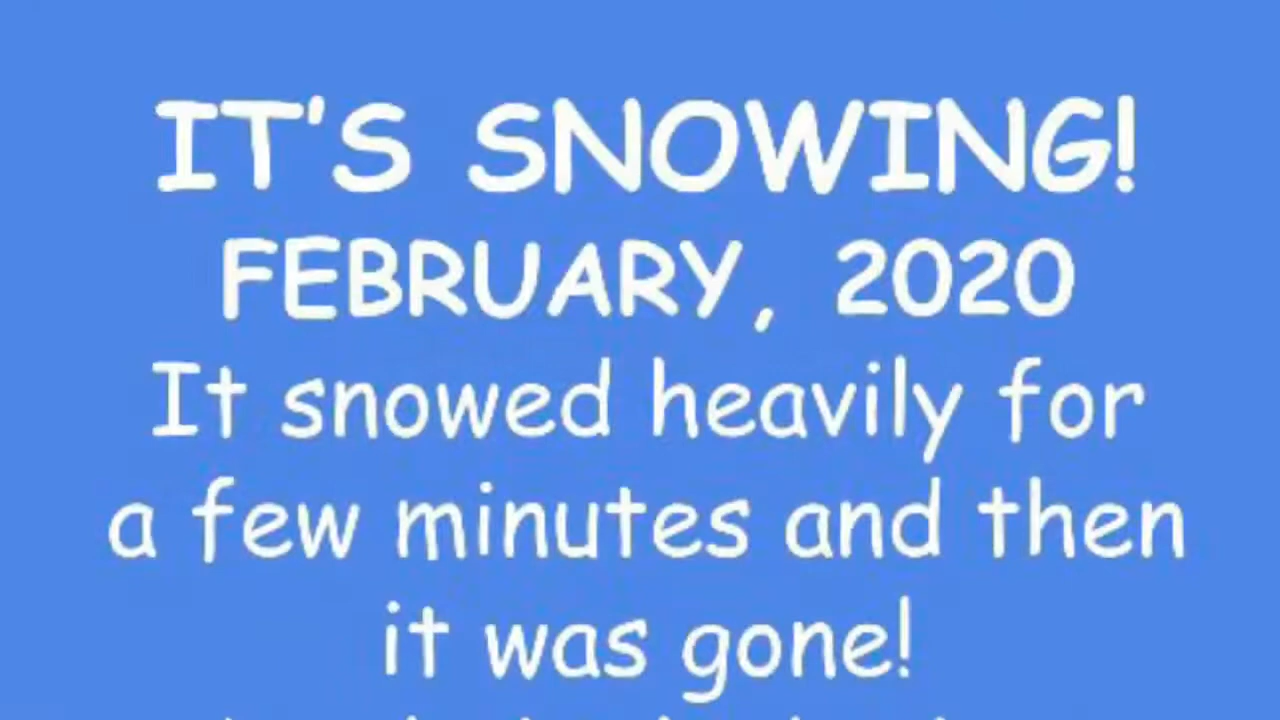 IT'S SNOWING!
FEBRUARY, 2020
It snowed heavily for
a few minutes and then
it was gone!